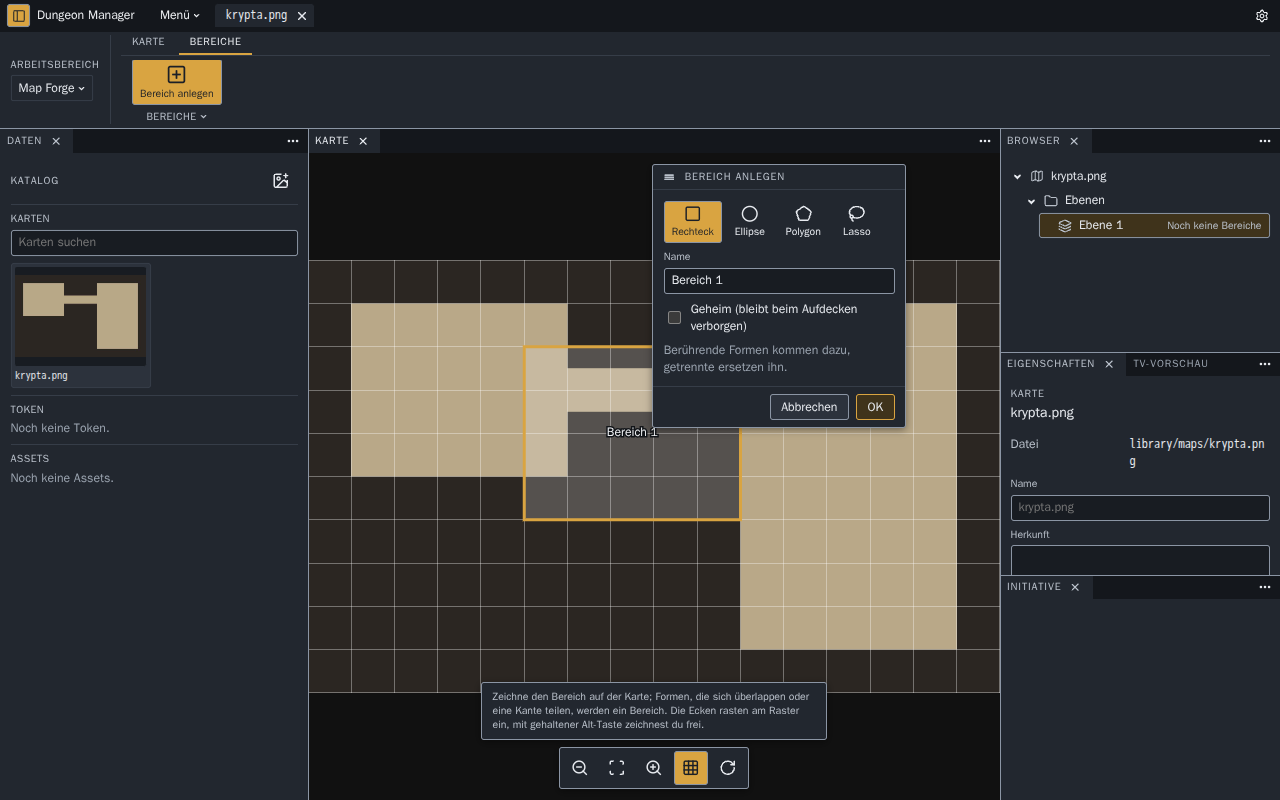 Dungeon Manager
Menü
krypta.png
ARBEITSBEREICH
Map Forge
KARTE
BEREICHE
Bereich anlegen
BEREICHE
DATEN
KATALOG
KARTEN
Karten suchen
krypta.png
TOKEN
Noch keine Token.
ASSETS
Noch keine Assets.
KARTE
Bereich 1
BEREICH ANLEGEN
Rechteck
Ellipse
Polygon
Lasso
Name
Bereich 1
Geheim (bleibt beim Aufdecken
verborgen)
Berührende Formen kommen dazu,
getrennte ersetzen ihn.
Abbrechen
OK
Zeichne den Bereich auf der Karte; Formen, die sich überlappen oder
eine Kante teilen, werden ein Bereich. Die Ecken rasten am Raster
ein, mit gehaltener Alt-Taste zeichnest du frei.
BROWSER
krypta.png
Ebenen
Ebene 1
Noch keine Bereiche
EIGENSCHAFTEN
TV-VORSCHAU
KARTE
krypta.png
Datei
library/maps/krypta.pn
g
Name
krypta.png
Herkunft
INITIATIVE